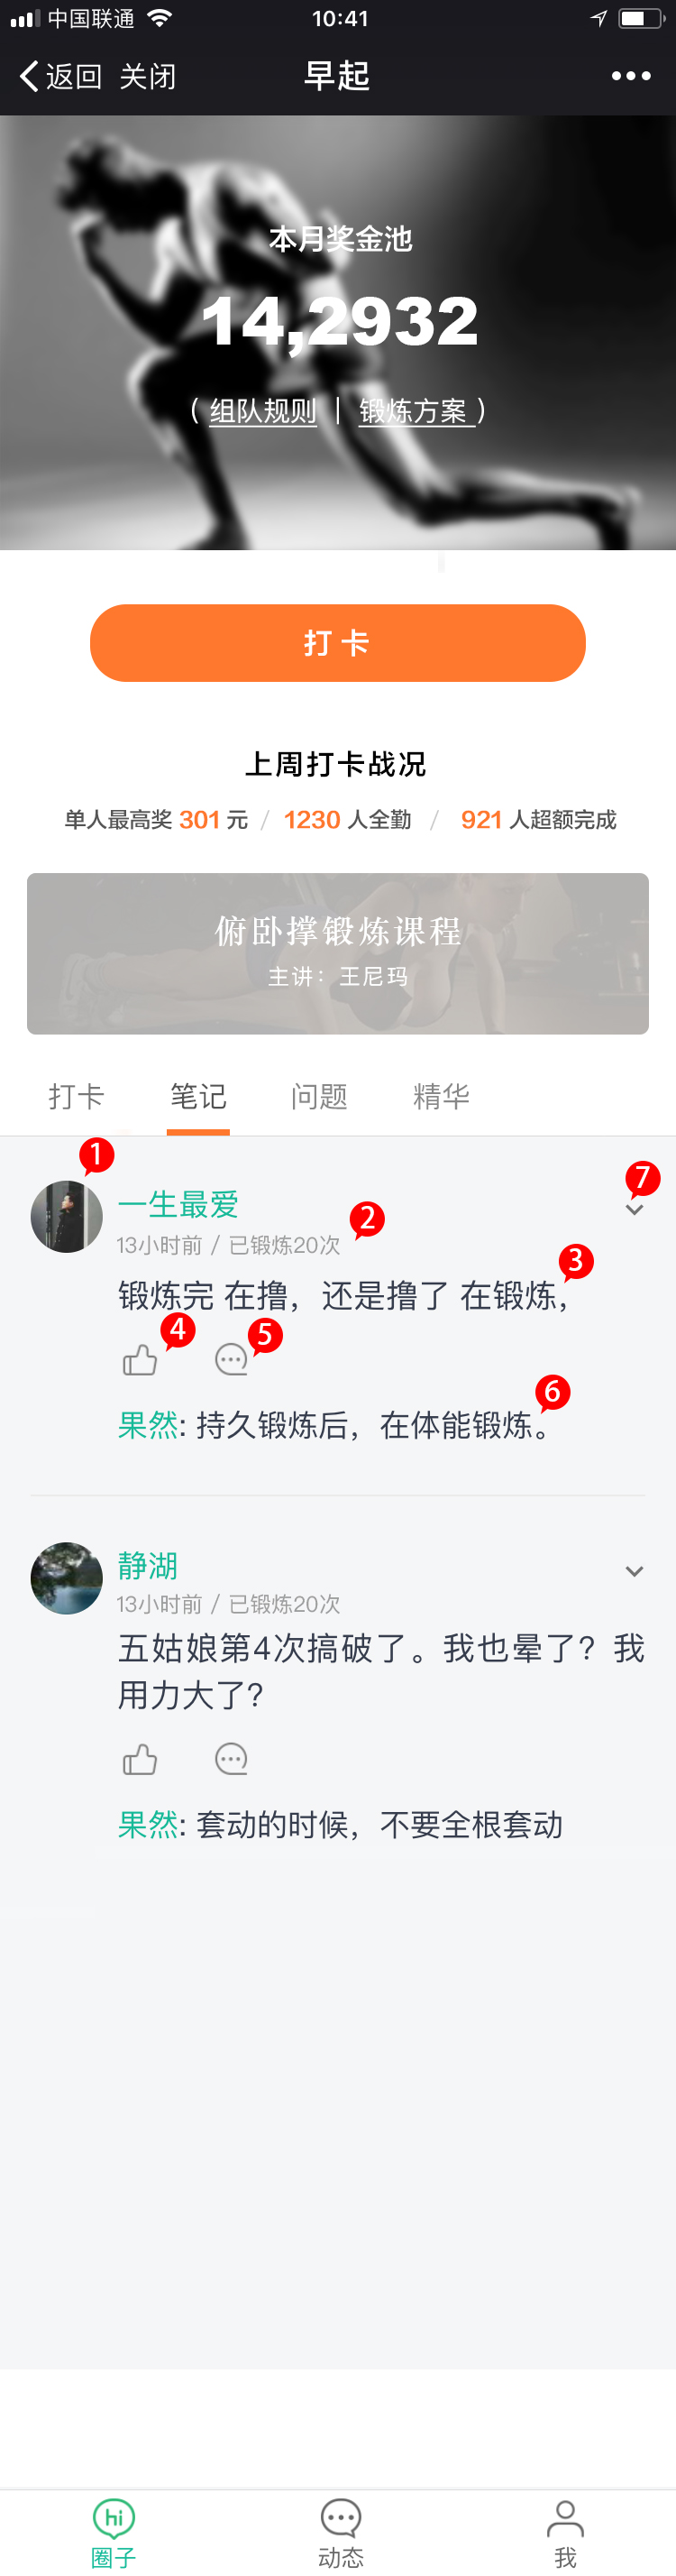 中国联通 10:41
返回 关闭 早起
本月奖金池
14,2932
( 组队规则 | 锻炼方案 )
打卡
上周打卡战况
单人最高奖 301 元 / 1230 人全勤 / 921 人超额完成
俯卧撑锻炼课程
主讲：王尼玛
打卡 笔记 问题 精华
1
一生最爱 7
13小时前 / 已锻炼20次 2
锻炼完 在撸，还是撸了 在锻炼， 3
4 5
果然: 持久锻炼后，在体能锻炼。 6
静湖
13小时前 / 已锻炼20次
五姑娘第4次搞破了。我也晕了？我
用力大了？
果然: 套动的时候，不要全根套动
hi
圈子 动态 我